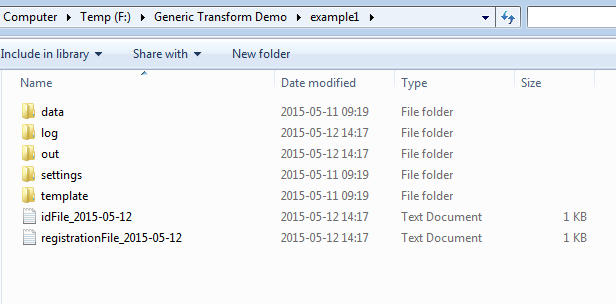 Computer ▸ Temp (F:) ▸ Generic Transform Demo ▸ example1 ▸
Include in library Share with New folder
Name Date modified Type Size
data 2015-05-11 09:19 File folder
log 2015-05-12 14:17 File folder
out 2015-05-12 14:17 File folder
settings 2015-05-11 09:19 File folder
template 2015-05-11 09:19 File folder
idFile_2015-05-12 2015-05-12 14:17 Text Document 1 KB
registrationFile_2015-05-12 2015-05-12 14:17 Text Document 1 KB